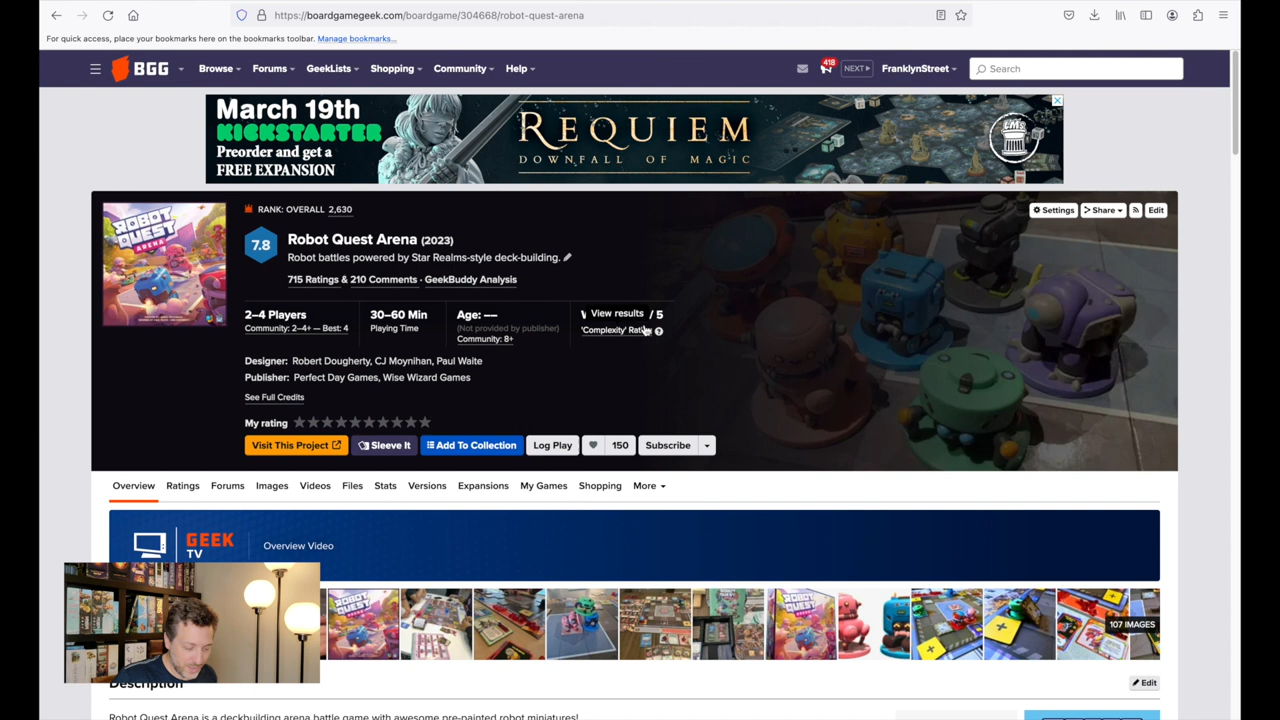 https://boardgamegeek.com/boardgame/304668/robot-quest-arena
For quick access, place your bookmarks here on the bookmarks toolbar. Manage bookmarks...
BGG Browse Forums GeekLists Shopping Community Help 418 NEXT FranklynStreet Search
March 19th
KICKSTARTER
Preorder and get a
FREE EXPANSION
REQUIEM
DOWNFALL OF MAGIC
RANK: OVERALL 2,630
Settings Share Edit
ROBOT
QUEST
ARENA
7.8
Robot Quest Arena (2023)
Robot battles powered by Star Realms-style deck-building.
715 Ratings & 210 Comments · GeekBuddy Analysis
2–4 Players
Community: 2–4+ — Best: 4
30–60 Min
Playing Time
Age: ––
(Not provided by publisher)
Community: 8+
View results / 5
'Complexity'
Designer: Robert Dougherty, CJ Moynihan, Paul Waite
Publisher: Perfect Day Games, Wise Wizard Games
See Full Credits
My rating
Visit This Project Sleeve It Add To Collection Log Play 150 Subscribe
Overview Ratings Forums Images Videos Files Stats Versions Expansions My Games Shopping More
GEEK
TV
Overview Video
107 IMAGES
Description
Edit
Robot Quest Arena is a deckbuilding arena battle game with awesome pre-painted robot miniatures!